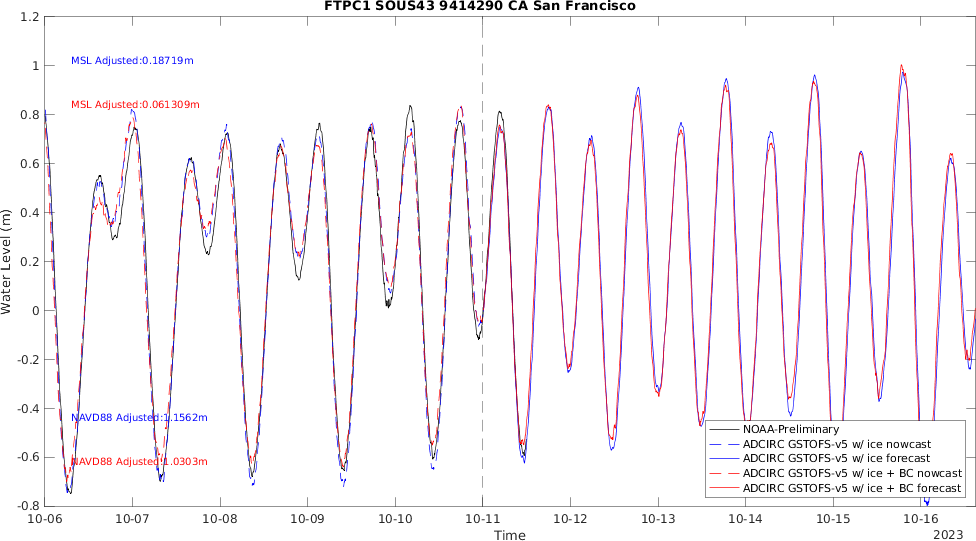 FTPC1 SOUS43 9414290 CA San Francisco
1.2
1
0.8
0.6
0.4
0.2
0
-0.2
-0.4
-0.6
-0.8
Water Level (m)
MSL Adjusted:0.18719m
MSL Adjusted:0.061309m
NAVD88 Adjusted:1.1562m
NAVD88 Adjusted:1.0303m
NOAA-Preliminary
ADCIRC GSTOFS-v5 w/ ice nowcast
ADCIRC GSTOFS-v5 w/ ice forecast
ADCIRC GSTOFS-v5 w/ ice + BC nowcast
ADCIRC GSTOFS-v5 w/ ice + BC forecast
10-06 10-07 10-08 10-09 10-10 10-11 10-12 10-13 10-14 10-15 10-16
Time
2023